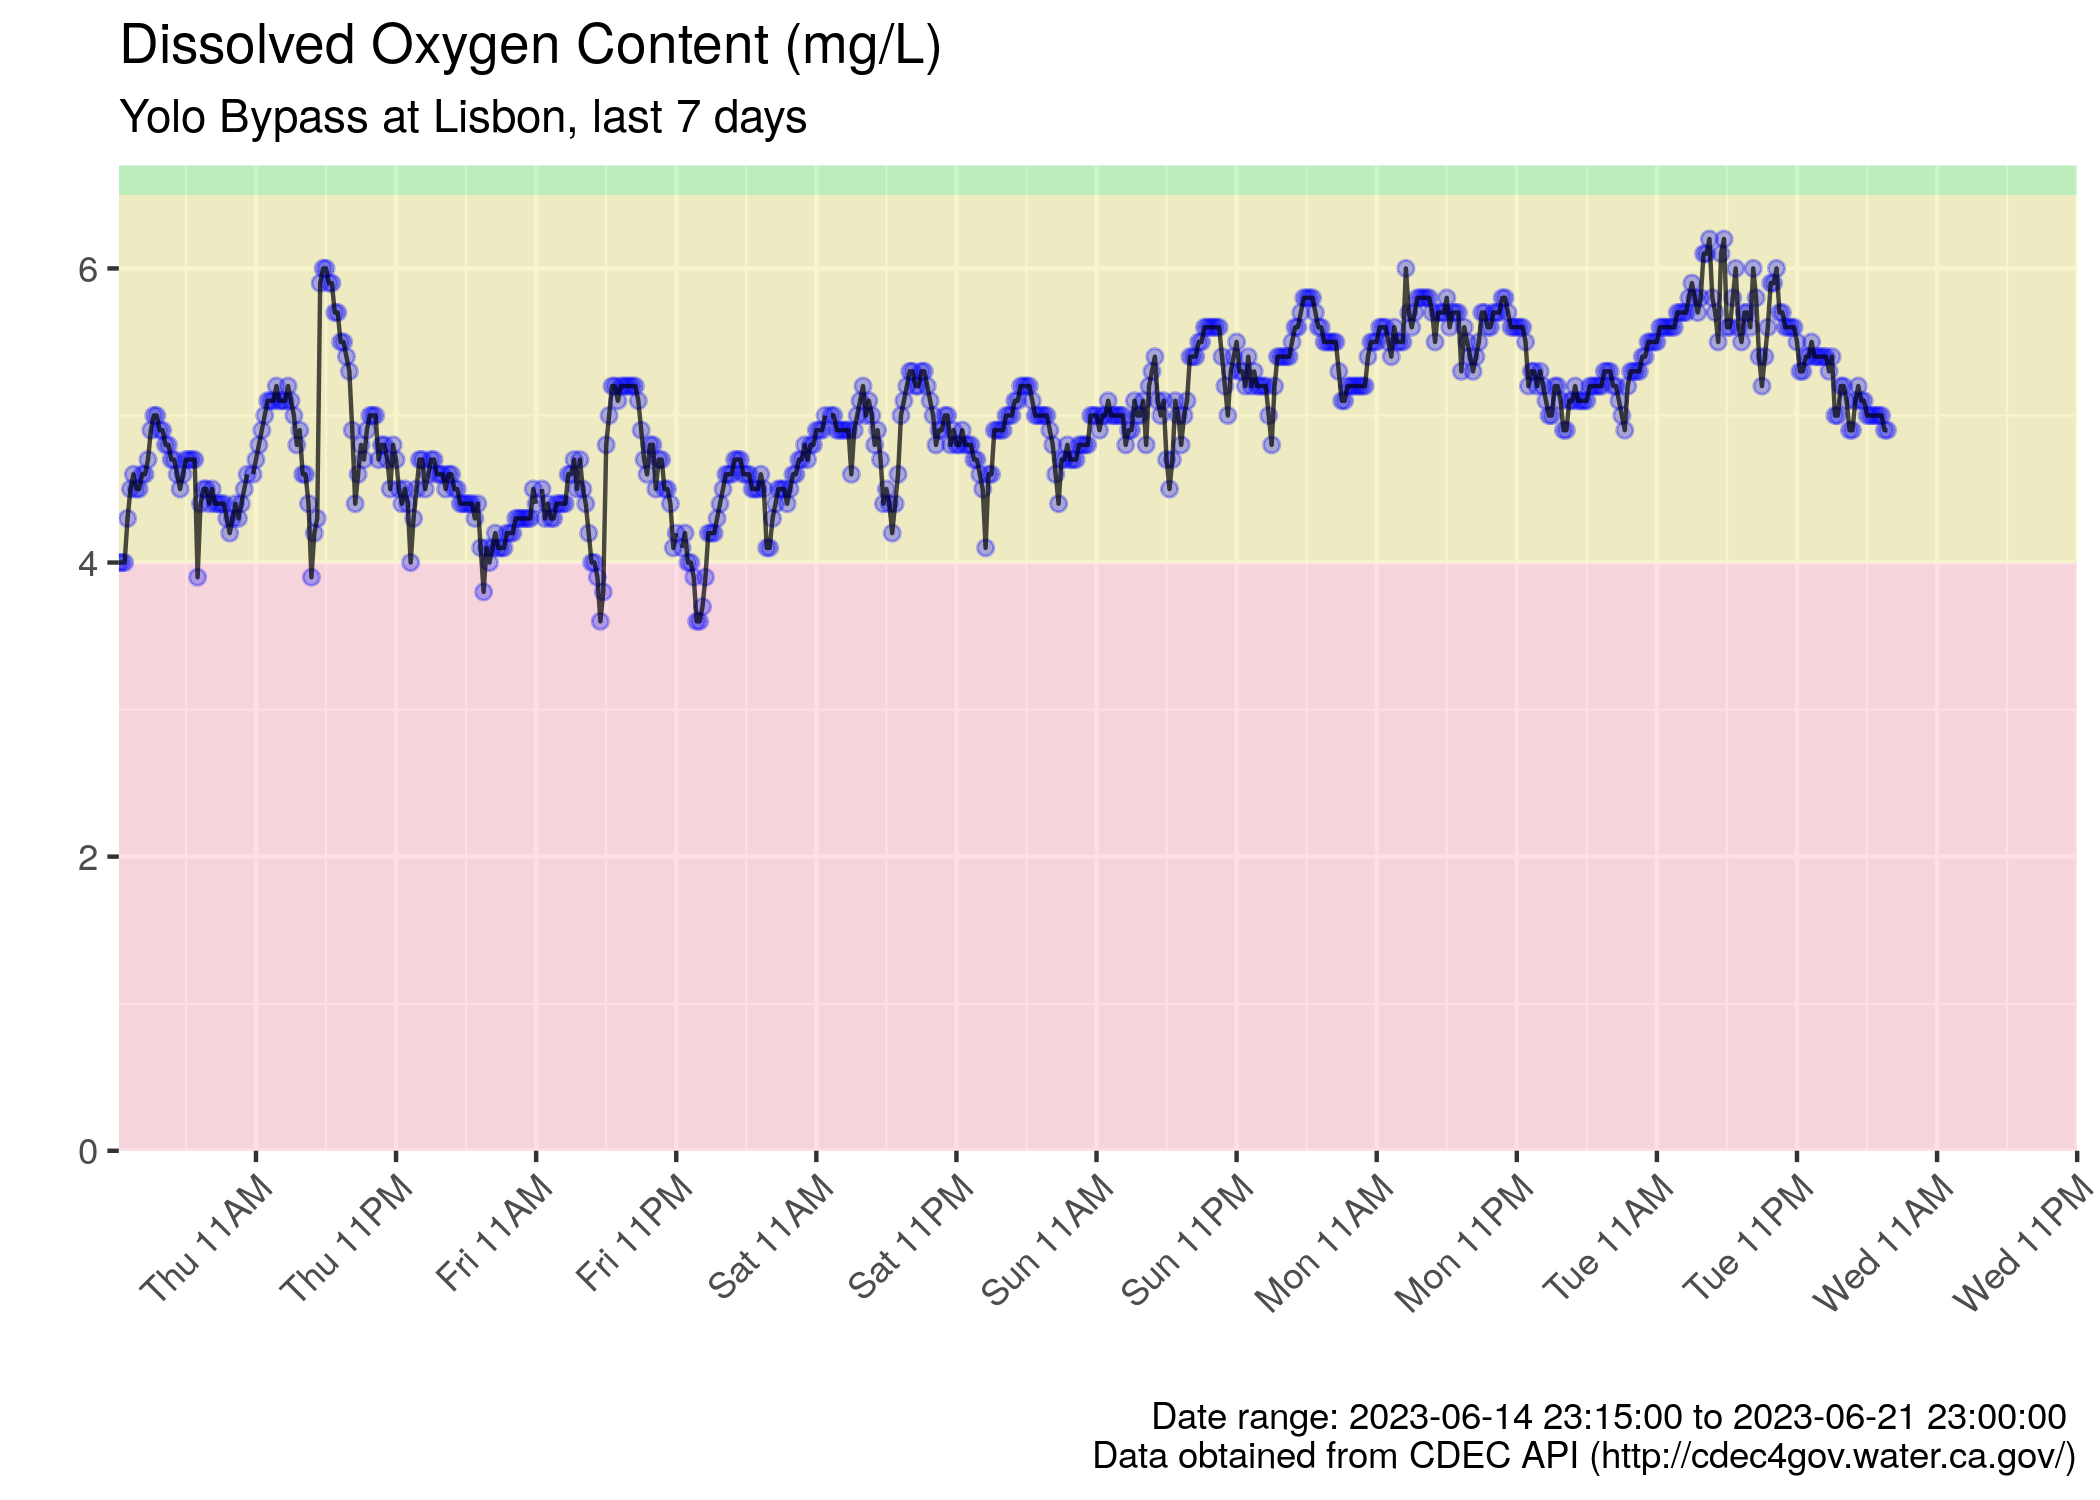 Dissolved Oxygen Content (mg/L)
Yolo Bypass at Lisbon, last 7 days
6
4
2
0
Thu 11AM
Thu 11PM
Fri 11AM
Fri 11PM
Sat 11AM
Sat 11PM
Sun 11AM
Sun 11PM
Mon 11AM
Mon 11PM
Tue 11AM
Tue 11PM
Wed 11AM
Wed 11PM
Date range: 2023-06-14 23:15:00 to 2023-06-21 23:00:00
Data obtained from CDEC API (http://cdec4gov.water.ca.gov/)